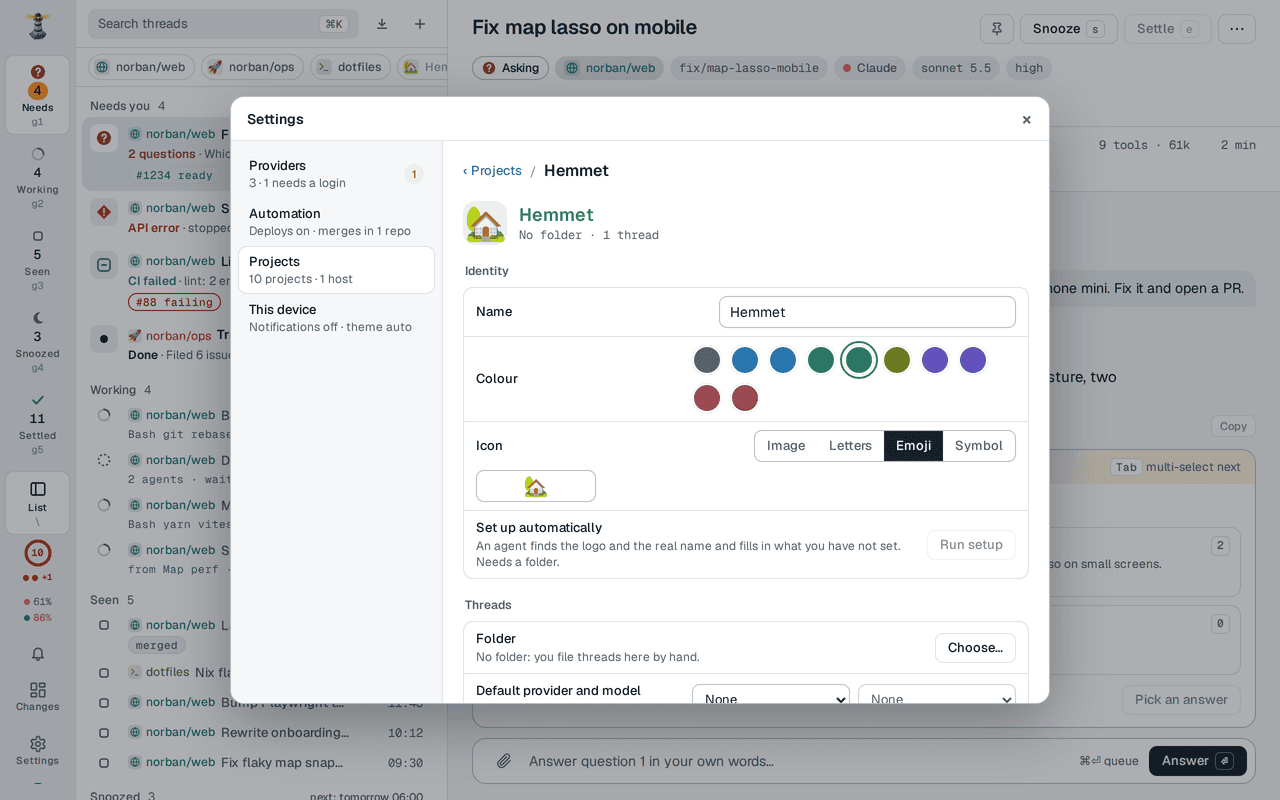 Search threads ⌘K
Fix map lasso on mobile
Snooze s
Settle e
norban/web
norban/ops
dotfiles
Hem
Asking
norban/web
fix/map-lasso-mobile
Claude
sonnet 5.5
high
4
Needs
g1
4
Working
g2
5
Seen
g3
3
Snoozed
g4
11
Settled
g5
List
\
10
+1
61%
86%
Changes
Settings
Needs you 4
norban/web F
2 questions · Whic
#1234 ready
norban/web S
API error · stopped
norban/web Li
CI failed · lint: 2 er
#88 failing
norban/ops Tr
Done · Filed 6 issue
Working 4
norban/web B
Bash git rebase
norban/web D
2 agents · wait
norban/web M
Bash yarn vites
norban/web S
from Map perf ·
Seen 5
norban/web L
merged
dotfiles Nix fla
norban/web
norban/web Rewrite onboarding… 10:12
norban/web Fix flaky map snap… 09:30
Snoozed 3 next: tomorrow 06:00
Settings ×
Providers
3 · 1 needs a login
1
Automation
Deploys on · merges in 1 repo
Projects
10 projects · 1 host
This device
Notifications off · theme auto
‹ Projects / Hemmet
Hemmet
No folder · 1 thread
Identity
Name
Hemmet
Colour
Icon
Image Letters Emoji Symbol
Set up automatically
An agent finds the logo and the real name and fills in what you have not set.
Needs a folder.
Run setup
Threads
Folder
No folder: you file threads here by hand.
Choose…
Default provider and model
None
None
9 tools · 61k 2 min
one mini. Fix it and open a PR.
sture, two
Copy
Tab multi-select next
2
so on small screens.
0
Pick an answer
Answer question 1 in your own words…
⌘⏎ queue
Answer ⏎